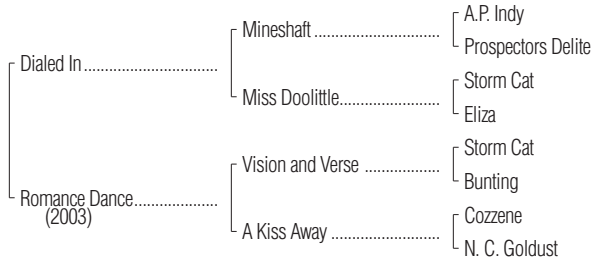 A.P. Indy
Mineshaft
Prospectors Delite
Dialed In
Storm Cat
Miss Doolittle
Eliza
Storm Cat
Vision and Verse
Bunting
Romance Dance
(2003)
Cozzene
A Kiss Away
N. C. Goldust